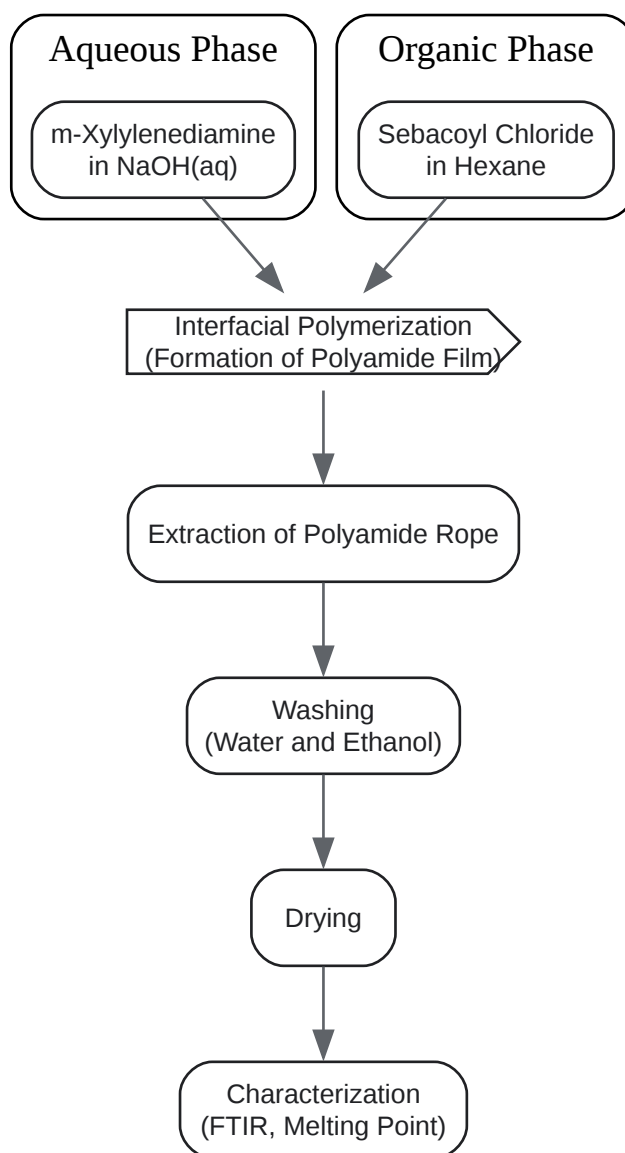 Aqueous Phase
Organic Phase
m-Xylylenediamine
in NaOH(aq)
Sebacoyl Chloride
in Hexane
Interfacial Polymerization
(Formation of Polyamide Film)
Extraction of Polyamide Rope
Washing
(Water and Ethanol)
Drying
Characterization
(FTIR, Melting Point)